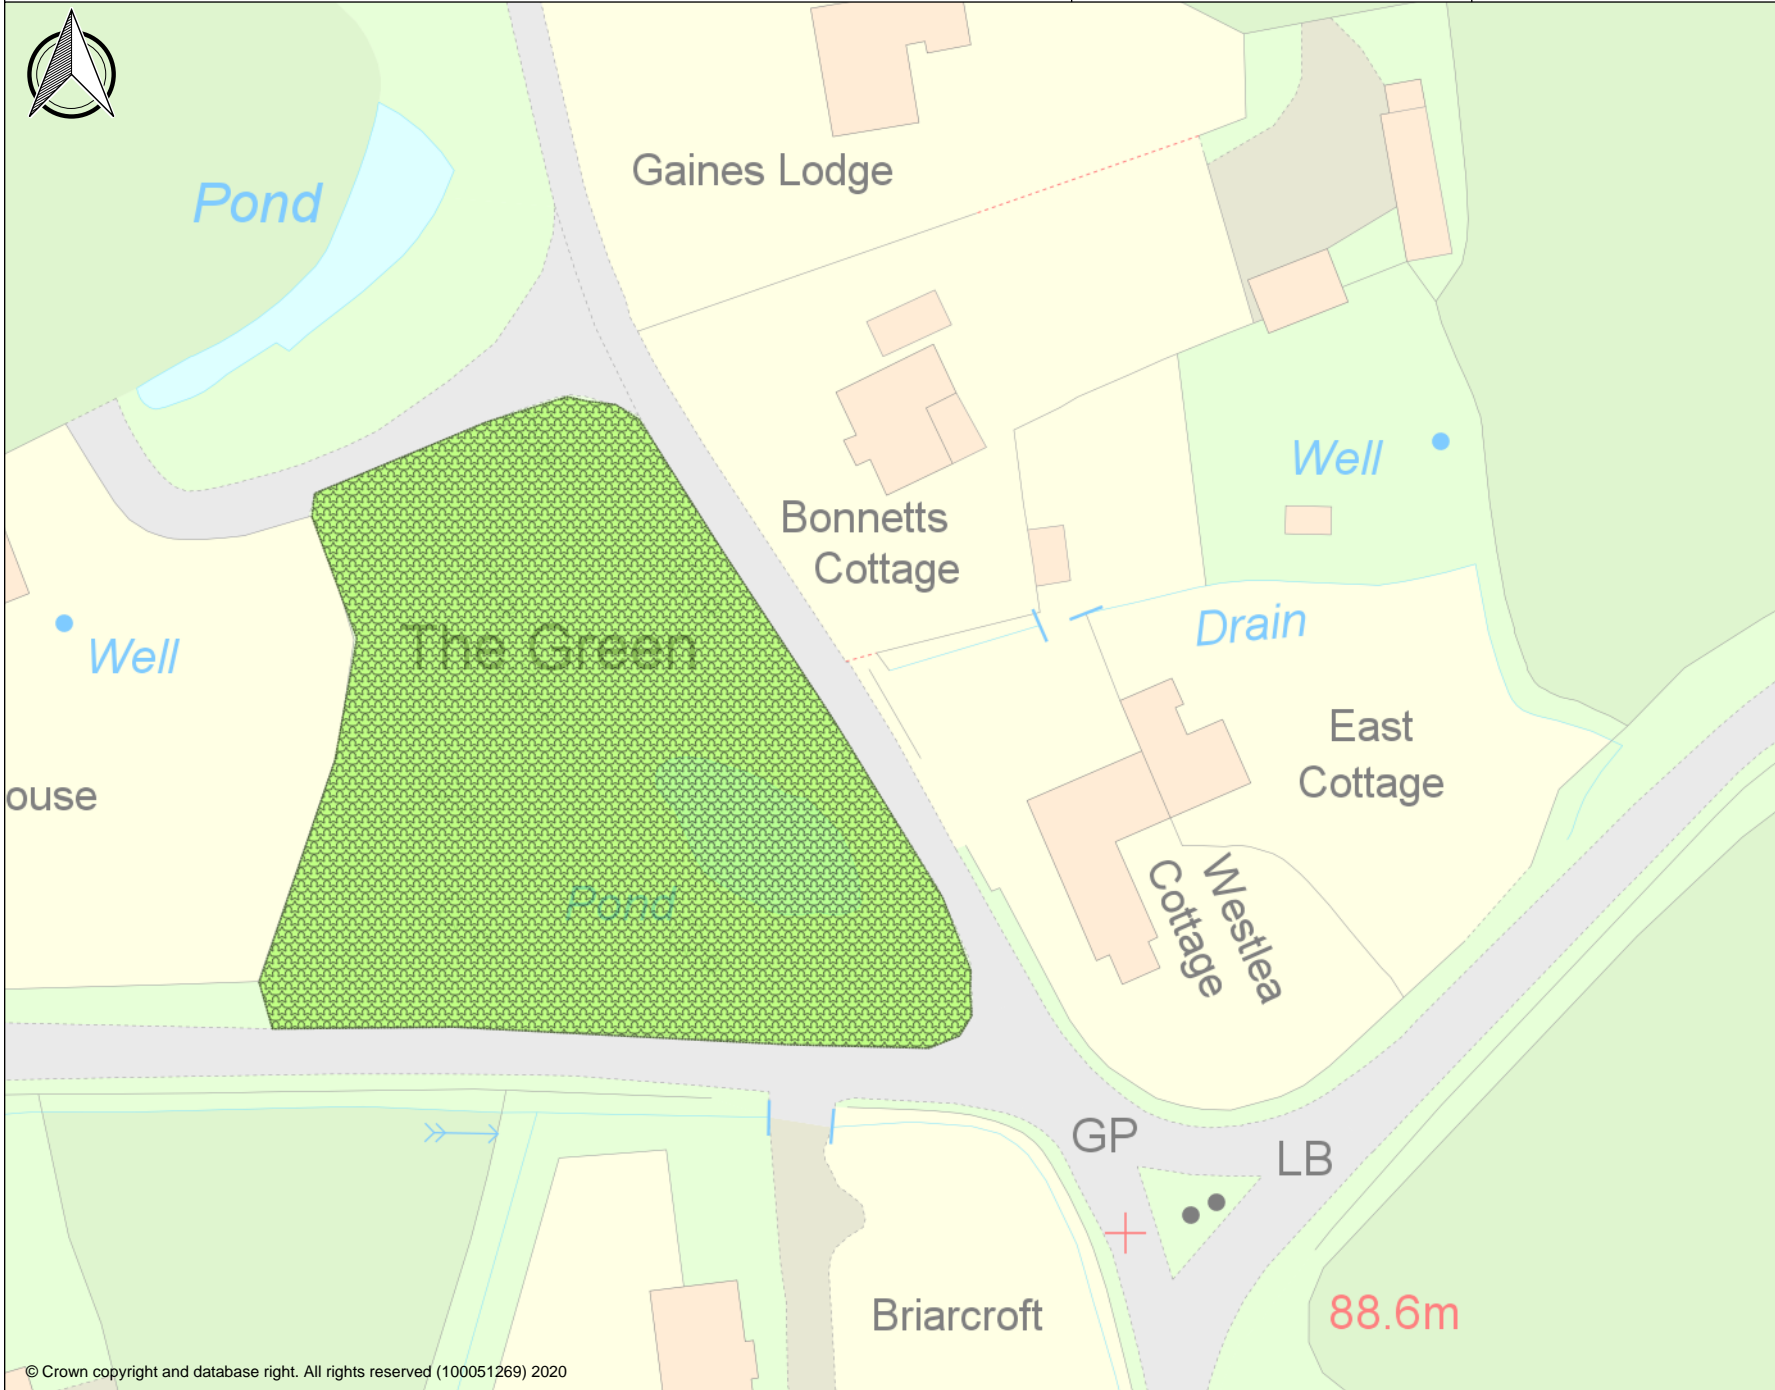 Gaines Lodge
Pond
Well
Bonnetts
Cottage
Drain
The Green
Well
East
Cottage
ouse
Westlea
Cottage
Pond
GP
LB
Briarcroft
88.6m
© Crown copyright and database right. All rights reserved (100051269) 2020